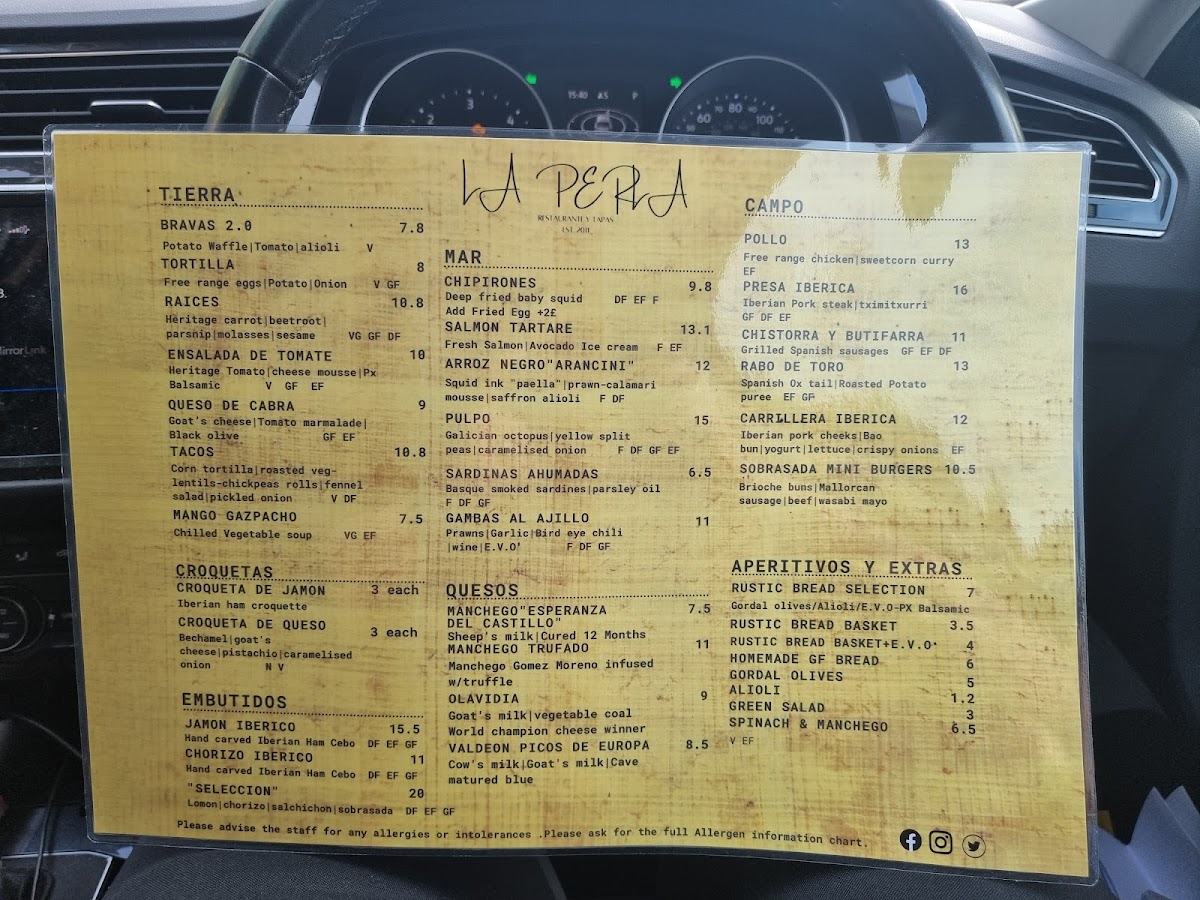 15:40
A5
P
2
3
4
60
70
80
90
100
MirrorLink
LA PERLA
RESTAURANTE Y TAPAS
EST. 2011
TIERRA
BRAVAS 2.0 7.8
Potato Waffle|Tomato|alioli V
TORTILLA 8
Free range eggs|Potato|Onion V GF
RAICES 10.8
Heritage carrot|beetroot|
parsnip|molasses|sesame VG GF DF
ENSALADA DE TOMATE 10
Heritage Tomato|cheese mousse|Px
Balsamic V GF EF
QUESO DE CABRA 9
Goat's cheese|Tomato marmalade|
Black olive GF EF
TACOS 10.8
Corn tortilla|roasted veg-
lentils-chickpeas rolls|fennel
salad|pickled onion V DF
MANGO GAZPACHO 7.5
Chilled Vegetable soup VG EF
CROQUETAS
CROQUETA DE JAMON 3 each
Iberian ham croquette
CROQUETA DE QUESO 3 each
Bechamel|goat's
cheese|pistachio|caramelised
onion N V
EMBUTIDOS
JAMON IBERICO 15.5
Hand carved Iberian Ham Cebo DF EF GF
CHORIZO IBERICO 11
Hand carved Iberian Ham Cebo DF EF GF
"SELECCION" 20
Lomon|chorizo|salchichon|sobrasada DF EF GF
MAR
CHIPIRONES 9.8
Deep fried baby squid DF EF F
Add Fried Egg +2£
SALMON TARTARE 13.1
Fresh Salmon|Avocado Ice cream F EF
ARROZ NEGRO"ARANCINI" 12
Squid ink "paella"|prawn-calamari
mousse|saffron alioli F DF
PULPO 15
Galician octopus|yellow split
peas|caramelised onion F DF GF EF
SARDINAS AHUMADAS 6.5
Basque smoked sardines|parsley oil
F DF GF
GAMBAS AL AJILLO 11
Prawns|Garlic|Bird eye chili
|wine|E.V.O' F DF GF
QUESOS
MANCHEGO"ESPERANZA 7.5
DEL CASTILLO"
Sheep's milk|Cured 12 Months
MANCHEGO TRUFADO 11
Manchego Gomez Moreno infused
w/truffle
OLAVIDIA 9
Goat's milk|vegetable coal
World champion cheese winner
VALDEON PICOS DE EUROPA 8.5
Cow's milk|Goat's milk|Cave
matured blue
CAMPO
POLLO 13
Free range chicken|sweetcorn curry
EF
PRESA IBERICA 16
Iberian Pork steak|tximitxurri
GF DF EF
CHISTORRA Y BUTIFARRA 11
Grilled Spanish sausages GF EF DF
RABO DE TORO 13
Spanish Ox tail|Roasted Potato
puree EF GF
CARRILLERA IBERICA 12
Iberian pork cheeks|Bao
bun|yogurt|lettuce|crispy onions EF
SOBRASADA MINI BURGERS 10.5
Brioche buns|Mallorcan
sausage|beef|wasabi mayo
APERITIVOS Y EXTRAS
RUSTIC BREAD SELECTION 7
Gordal olives/Alioli/E.V.O-PX Balsamic
RUSTIC BREAD BASKET 3.5
RUSTIC BREAD BASKET+E.V.O' 4
HOMEMADE GF BREAD 6
GORDAL OLIVES 5
ALIOLI 1.2
GREEN SALAD 3
SPINACH & MANCHEGO 6.5
V EF
Please advise the staff for any allergies or intolerances .Please ask for the full Allergen information chart.